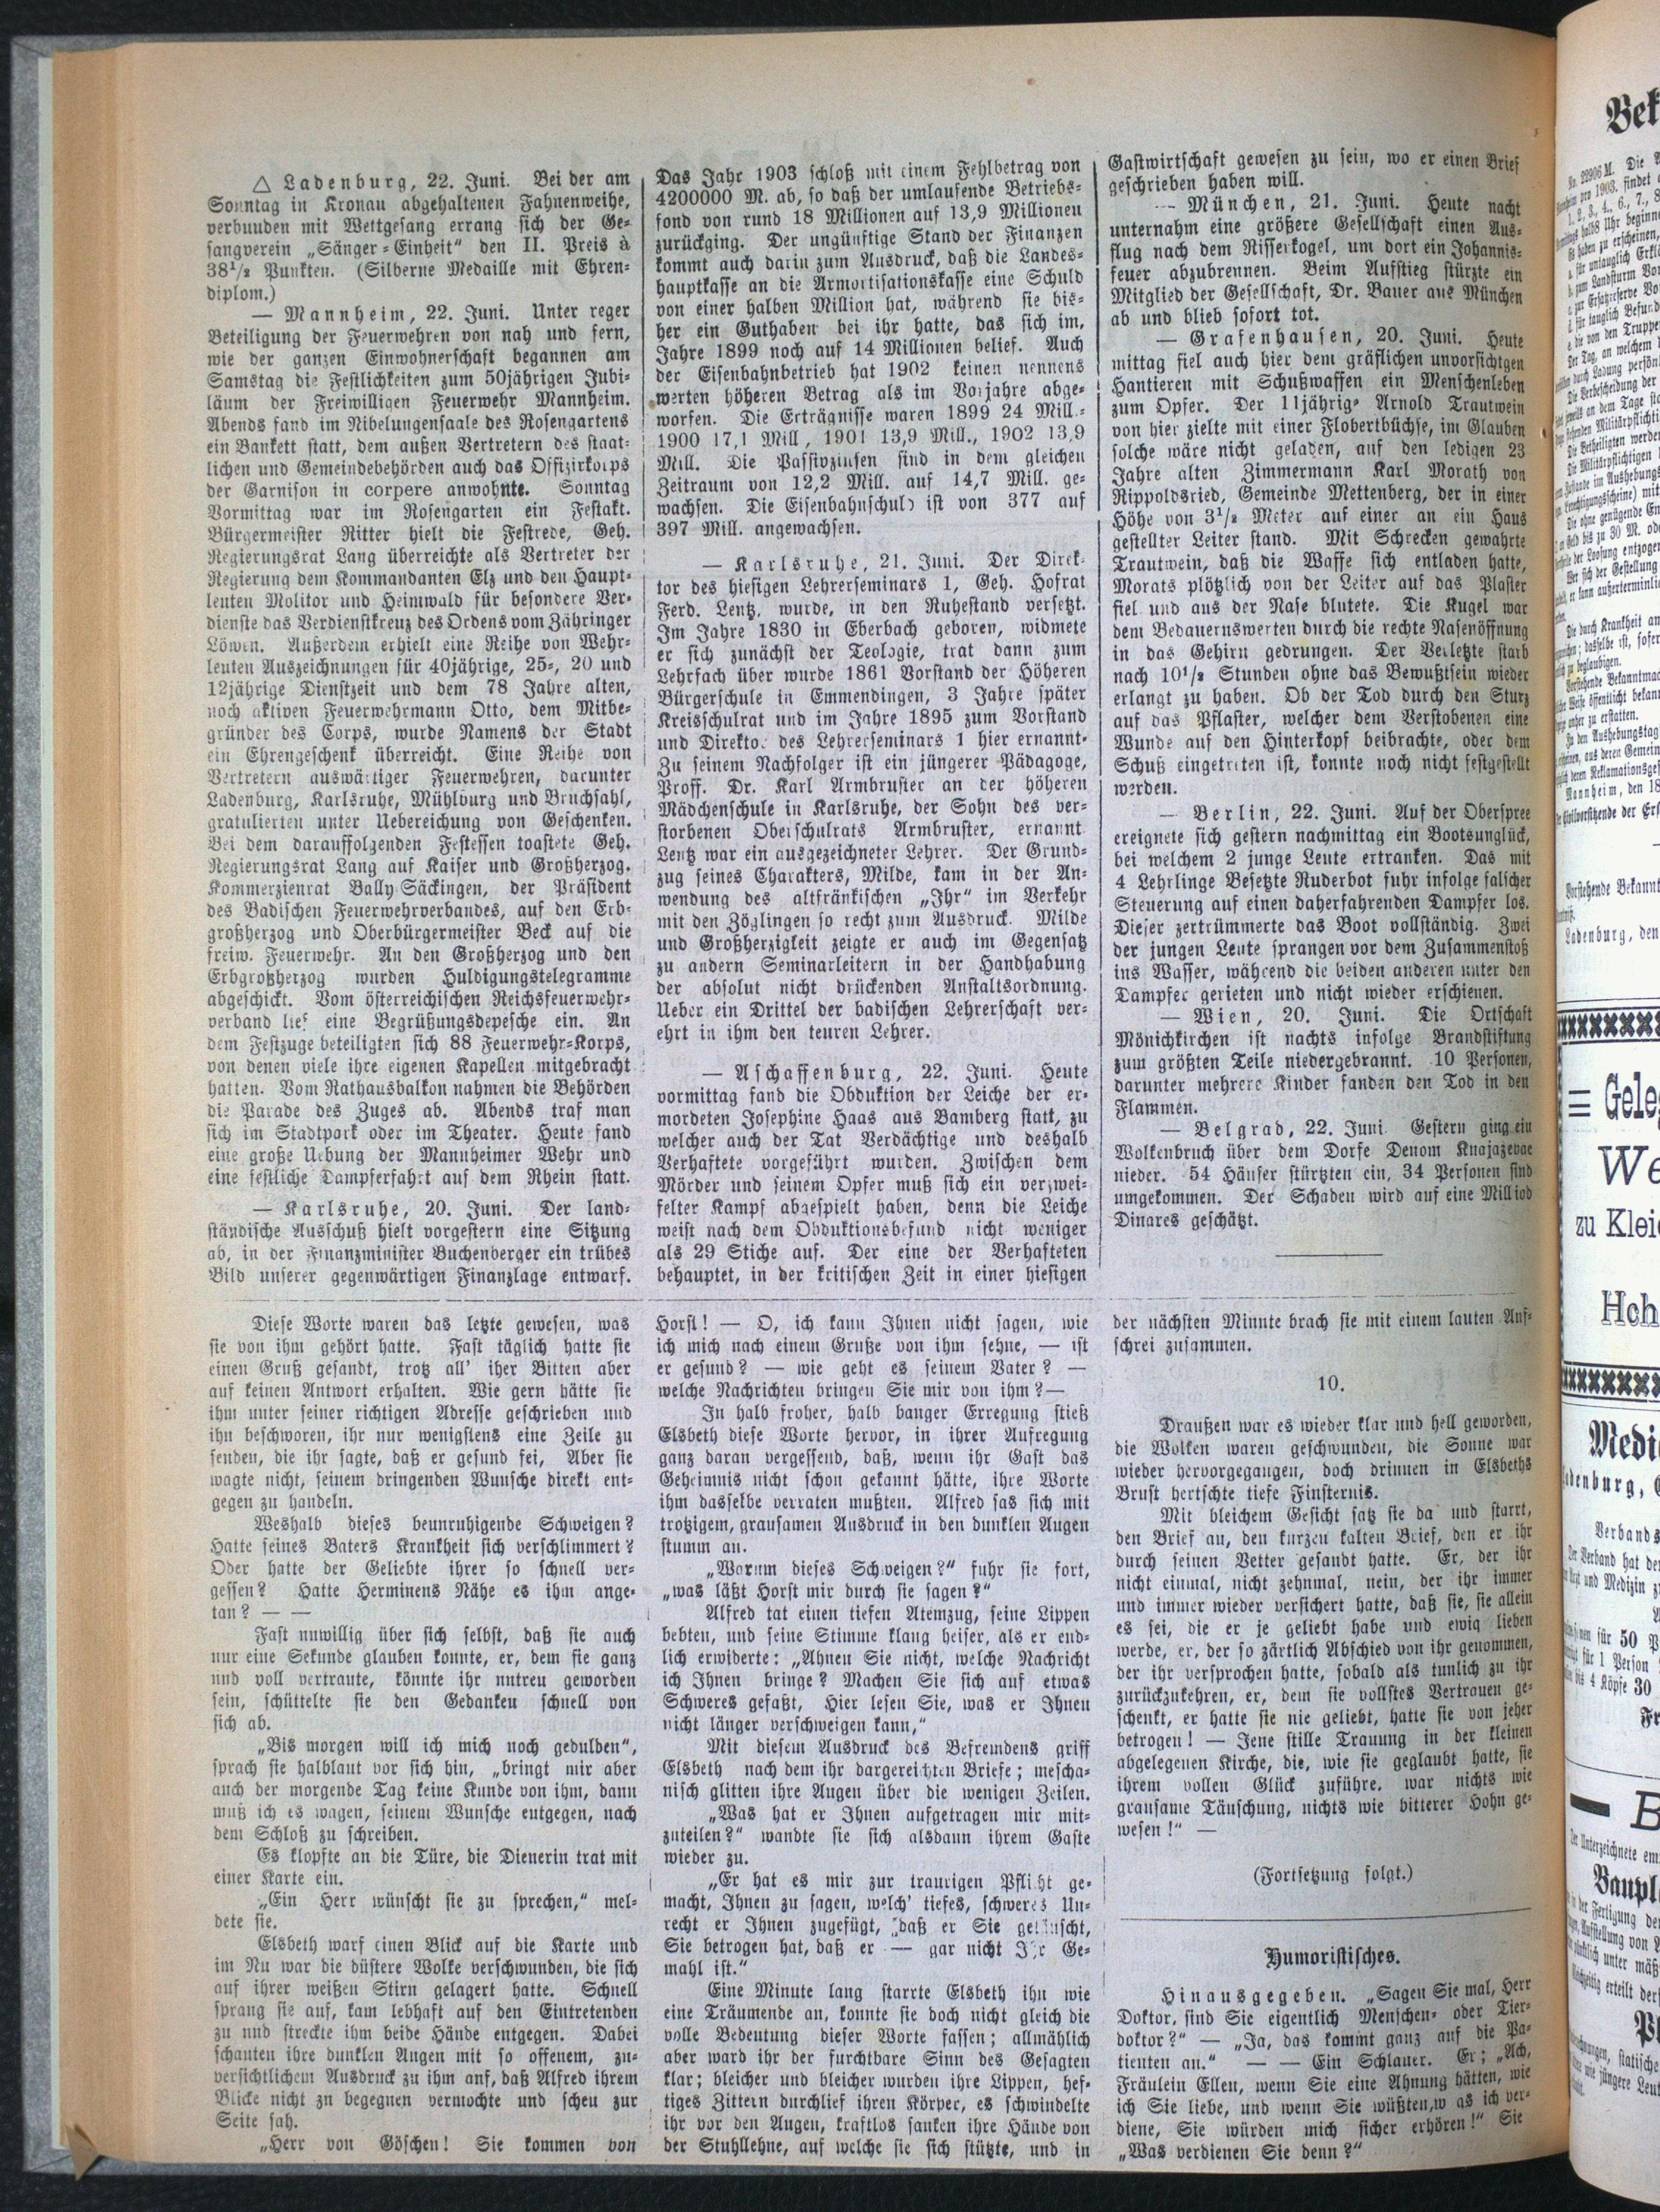 △ Ladenburg, 22. Juni. Bei der am
Sonntag in Kronau abgehaltenen Fahnenweihe,
verbuuden mit Wettgesang errang sich der Ge-
sangverein „Sänger-Einheit“ den II. Preis à
38¹/₂ Punkten. (Silberne Medaille mit Ehren-
diplom.)
— Mannheim, 22. Juni. Unter reger
Beteiligung der Feuerwehren von nah und fern,
wie der ganzen Einwohnerschaft begannen am
Samstag die Festlichkeiten zum 50jährigen Jubi-
läum der Freiwilligen Feuerwehr Mannheim.
Abends fand im Nibelungensaale des Rosengartens
ein Bankett statt, dem außen Vertretern des staat-
lichen und Gemeindebehörden auch das Offizirkorps
der Garnison in corpere anwohnte. Sonntag
Vormittag war im Rosengarten ein Festakt.
Bürgermeister Ritter hielt die Festrede, Geh.
Regierungsrat Lang überreichte als Vertreter der
Regierung dem Kommandanten Elz und den Haupt-
leuten Molitor und Heimwald für besondere Ver-
dienste das Verdienstkreuz des Ordens vom Zähringer
Löwen. Außerdem erhielt eine Reihe von Wehr-
leuten Auszeichnungen für 40jährige, 25-, 20 und
12jährige Dienstzeit und dem 78 Jahre alten,
noch aktiven Feuerwehrmann Otto, dem Mitbe-
gründer des Corps, wurde Namens der Stadt
ein Ehrengeschenk überreicht. Eine Reihe von
Vertretern auswärtiger Feuerwehren, darunter
Ladenburg, Karlsruhe, Mühlburg und Bruchsahl,
gratulierten unter Uebereichung von Geschenken.
Bei dem darauffolgenden Festessen toastete Geh.
Regierungsrat Lang auf Kaiser und Großherzog.
Kommerzienrat Bally Säckingen, der Präsident
des Badischen Feuerwehrverbandes, auf den Erb-
großherzog und Oberbürgermeister Beck auf die
freiw. Feuerwehr. An den Großherzog und den
Erbgroßherzog wurden Huldigungstelegramme
abgeschickt. Vom österreichischen Reichsfeuerwehr-
verband lief eine Begrüßungsdepesche ein. An
dem Festzuge beteiligten sich 88 Feuerwehr-Korps,
von denen viele ihre eigenen Kapellen mitgebracht
hatten. Vom Rathausbalkon nahmen die Behörden
die Parade des Zuges ab. Abends traf man
sich im Stadtpark oder im Theater. Heute fand
eine große Uebung der Mannheimer Wehr und
eine festliche Dampferfahrt auf dem Rhein statt.
— Karlsruhe, 20. Juni. Der land-
ständische Ausschuß hielt vorgestern eine Sitzung
ab, in der Finanzminister Buchenberger ein trübes
Bild unserer gegenwärtigen Finanzlage entwarf.
Das Jahr 1903 schloß mit einem Fehlbetrag von
4200000 M. ab, so daß der umlaufende Betriebs-
fond von rund 18 Millionen auf 13,9 Millionen
zurückging. Der ungünstige Stand der Finanzen
kommt auch darin zum Ausdruck, daß die Landes-
hauptkasse an die Armortisationskasse eine Schuld
von einer halben Million hat, während sie bis-
her ein Guthaben bei ihr hatte, das sich im,
Jahre 1899 noch auf 14 Millionen belief. Auch
der Eisenbahnbetrieb hat 1902 keinen nennens
werten höheren Betrag als im Vorjahre abge-
worfen. Die Erträgnisse waren 1899 24 Mill.-
1900 17,1 Mill, 1901 13,9 Mill., 1902 13,9
Mill. Die Passivzinsen sind in dem gleichen
Zeitraum von 12,2 Mill. auf 14,7 Mill. ge-
wachsen. Die Eisenbahnschuld ist von 377 auf
397 Mill. angewachsen.
— Karlsruhe, 21. Juni. Der Direk-
tor des hiesigen Lehrerseminars 1, Geh. Hofrat
Ferd. Lentz, wurde, in den Ruhestand versetzt.
Im Jahre 1830 in Eberbach geboren, widmete
er sich zunächst der Teologie, trat dann zum
Lehrfach über wurde 1861 Vorstand der Höheren
Bürgerschule in Emmendingen, 3 Jahre später
Kreisschulrat und im Jahre 1895 zum Vorstand
und Direktor des Lehrerseminars 1 hier ernannt.
Zu seinem Nachfolger ist ein jüngerer Pädagoge,
Proff. Dr. Karl Armbruster an der höheren
Mädchenschule in Karlsruhe, der Sohn des ver-
storbenen Oberschulrats Armbruster, ernannt
Lentz war ein ausgezeichneter Lehrer. Der Grund-
zug seines Charakters, Milde, kam in der An-
wendung des altfränkischen „Ihr“ im Verkehr
mit den Zöglingen so recht zum Ausdruck. Milde
und Großherzigkeit zeigte er auch im Gegensatz
zu andern Seminarleitern in der Handhabung
der absolut nicht drückenden Anstaltsordnung.
Ueber ein Drittel der badischen Lehrerschaft ver-
ehrt in ihm den teuren Lehrer.
— Aschaffenburg, 22. Juni. Heute
vormittag fand die Obduktion der Leiche der er-
mordeten Josephine Haas aus Bamberg statt, zu
welcher auch der Tat Verdächtige und deshalb
Verhaftete vorgeführt wurden. Zwischen dem
Mörder und seinem Opfer muß sich ein verzwei-
felter Kampf abgespielt haben, denn die Leiche
weist nach dem Obduktionsbefund nicht weniger
als 29 Stiche auf. Der eine der Verhafteten
behauptet, in der kritischen Zeit in einer hiesigen
Gastwirtschaft gewesen zu sein, wo er einen Brief
geschrieben haben will.
— München, 21. Juni. Heute nacht
unternahm eine größere Gesellschaft einen Aus-
flug nach dem Risserkogel, um dort ein Johannis-
feuer abzubrennen. Beim Aufstieg stürzte ein
Mitglied der Gesellschaft, Dr. Bauer aus München
ab und blieb sofort tot.
— Grafenhausen, 20. Juni. Heute
mittag fiel auch hier dem gräflichen unvorsichtgen
Hantieren mit Schußwaffen ein Menschenleben
zum Opfer. Der 11jährige Arnold Trautwein
von hier zielte mit einer Flobertbüchse, im Glauben
solche wäre nicht geladen, auf den ledigen 23
Jahre alten Zimmermann Karl Morath von
Rippoldsried, Gemeinde Mettenberg, der in einer
Höhe von 3¹/₂ Meter auf einer an ein Haus
gestellter Leiter stand. Mit Schrecken gewahrte
Trautwein, daß die Waffe sich entladen hatte,
Morats plötzlich von der Leiter auf das Plaster
fiel und aus der Nase blutete. Die Kugel war
dem Bedauernswerten durch die rechte Nasenöffnung
in das Gehirn gedrungen. Der Verletzte starb
nach 10¹/₂ Stunden ohne das Bewußtsein wieder
erlangt zu haben. Ob der Tod durch den Sturz
auf das Pflaster, welcher dem Verstobenen eine
Wunde auf den Hinterkopf beibrachte, oder dem
Schuß eingetreten ist, konnte noch nicht festgestellt
werden.
— Berlin, 22. Juni. Auf der Oberspree
ereignete sich gestern nachmittag ein Bootsunglück,
bei welchem 2 junge Leute ertranken. Das mit
4 Lehrlinge Besetzte Ruderbot fuhr infolge falscher
Steuerung auf einen daherfahrenden Dampfer los.
Dieser zertrümmerte das Boot vollständig. Zwei
der jungen Leute sprangen vor dem Zusammenstoß
ins Wasser, während die beiden anderen unter den
Dampfer gerieten und nicht wieder erschienen.
— Wien, 20. Juni. Die Ortschaft
Mönichkirchen ist nachts infolge Brandstiftung
zum größten Teile niedergebrannt. 10 Personen,
darunter mehrere Kinder fanden den Tod in den
Flammen.
— Belgrad, 22. Juni Gestern ging ein
Wolkenbruch über dem Dorfe Denom Knajazevae
nieder. 54 Häuser stürtzten ein, 34 Personen sind
umgekommen. Der Schaden wird auf eine Milliod
Dinares geschätzt.
Diese Worte waren das letzte gewesen, was
sie von ihm gehört hatte. Fast täglich hatte sie
einen Gruß gesandt, trotz all' ihrer Bitten aber
auf keinen Antwort erhalten. Wie gern hätte sie
ihm unter seiner richtigen Adresse geschrieben und
ihn beschworen, ihr nur wenigstens eine Zeile zu
senden, die ihr sagte, daß er gesund sei, Aber sie
wagte nicht, seinem dringenden Wunsche direkt ent-
gegen zu handeln.
Weshalb dieses beunruhigende Schweigen?
Hatte seines Vaters Krankheit sich verschlimmert?
Oder hatte der Geliebte ihrer so schnell ver-
gessen? Hatte Herminens Nähe es ihm ange-
tan? — —
Fast unwillig über sich selbst, daß sie auch
nur eine Sekunde glauben konnte, er, dem sie ganz
und voll vertraute, könnte ihr untreu geworden
sein, schüttelte sie den Gedanken schnell von
sich ab.
„Bis morgen will ich mich noch gedulden“,
sprach sie halblaut vor sich hin, „bringt mir aber
auch der morgende Tag keine Kunde von ihm, dann
muß ich es wagen, seinem Wunsche entgegen, nach
dem Schloß zu schreiben.
Es klopfte an die Türe, die Dienerin trat mit
einer Karte ein.
„Ein Herr wünscht sie zu sprechen,“ mel-
dete sie.
Elsbeth warf einen Blick auf die Karte und
im Nu war die düstere Wolke verschwunden, die sich
auf ihrer weißen Stirn gelagert hatte. Schnell
sprang sie auf, kam lebhaft auf den Eintretenden
zu und streckte ihm beide Hände entgegen. Dabei
schauten ihre dunklen Augen mit so offenem, zu-
versichtlichem Ausdruck zu ihm auf, daß Alfred ihrem
Blicke nicht zu begegnen vermochte und scheu zur
Seite sah.
„Herr von Göschen! Sie kommen von
Horst! — O, ich kann Ihnen nicht sagen, wie
ich mich nach einem Gruße von ihm sehne, — ist
er gesund? — wie geht es seinem Vater? —
welche Nachrichten bringen Sie mir von ihm?—
In halb froher, halb banger Erregung stieß
Elsbeth diese Worte hervor, in ihrer Aufregung
ganz daran vergessend, daß, wenn ihr Gast das
Geheimnis nicht schon gekannt hätte, ihre Worte
ihm dasselbe verraten mußten. Alfred sas sich mit
trotzigem, grausamen Ausdruck in den dunklen Augen
stumm an.
„Warum dieses Schweigen?“ fuhr sie fort,
„was läßt Horst mir durch sie sagen?“
Alfred tat einen tiefen Atemzug, seine Lippen
bebten, und seine Stimme klang heiser, als er end-
lich erwiderte: „Ahnen Sie nicht, welche Nachricht
ich Ihnen bringe? Machen Sie sich auf etwas
Schweres gefaßt, Hier lesen Sie, was er Ihnen
nicht länger verschweigen kann,“
Mit diesem Ausdruck des Befremdens griff
Elsbeth nach dem ihr dargereichten Briefe; mescha-
nisch glitten ihre Augen über die wenigen Zeilen.
„Was hat er Ihnen aufgetragen mir mit-
zuteilen?“ wandte sie sich alsdann ihrem Gaste
wieder zu.
„Er hat es mir zur traurigen Pflicht ge-
macht, Ihnen zu sagen, welch' tiefes, schweres Un-
recht er Ihnen zugefügt, daß er Sie getäuscht,
Sie betrogen hat, daß er — gar nicht Ihr Ge-
mahl ist.“
Eine Minute lang starrte Elsbeth ihn wie
eine Träumende an, konnte sie doch nicht gleich die
volle Bedeutung dieser Worte fassen; allmählich
aber ward ihr der furchtbare Sinn des Gesagten
klar; bleicher und bleicher wurden ihre Lippen, hef-
tiges Zittern durchlief ihren Körper, es schwindelte
ihr vor den Augen, kraftlos sanken ihre Hände von
der Stuhllehne, auf welche sie sich stützte, und in
der nächsten Minute brach sie mit einem lauten Auf-
schrei zusammen.
10.
Draußen war es wieder klar und hell geworden,
die Wolken waren geschwunden, die Sonne war
wieder hervorgegangen, doch drinnen in Elsbeths
Brust hertschte tiefe Finsternis.
Mit bleichem Gesicht satz sie da und starrt,
den Brief an, den kurzen kalten Brief, den er ihr
durch seinen Vetter gesandt hatte. Er, der ihr
nicht einmal, nicht zehnmal, nein, der ihr immer
und immer wieder versichert hatte, daß sie, sie allein
es sei, die er je geliebt habe und ewig lieben
werde, er, der so zärtlich Abschied von ihr genommen,
der ihr versprochen hatte, sobald als tunlich zu ihr
zurückzukehren, er, dem sie vollstes Vertrauen ge-
schenkt, er hatte sie nie geliebt, hatte sie von jeher
betrogen! — Jene stille Trauung in der kleinen
abgelegenen Kirche, die, wie sie geglaubt hatte, sie
ihrem vollen Glück zuführe, war nichts wie
grausame Täuschung, nichts wie bitterer Hohn ge-
wesen!“ —
(Fortsetzung folgt.)
Humoristisches.
Hinausgegeben. „Sagen Sie mal, Herr
Doktor, sind Sie eigentlich Menschen- oder Tier-
doktor?“ — „Ja, das kommt ganz auf die Pa-
tienten an.“ — — Ein Schlauer. Er; „Ach,
Fräulein Ellen, wenn Sie eine Ahnung hätten, wie
ich Sie liebe, und wenn Sie wüßten,w as ich ver-
diene, Sie würden mich sicher erhören!“ Sie
„Was verdienen Sie denn?“